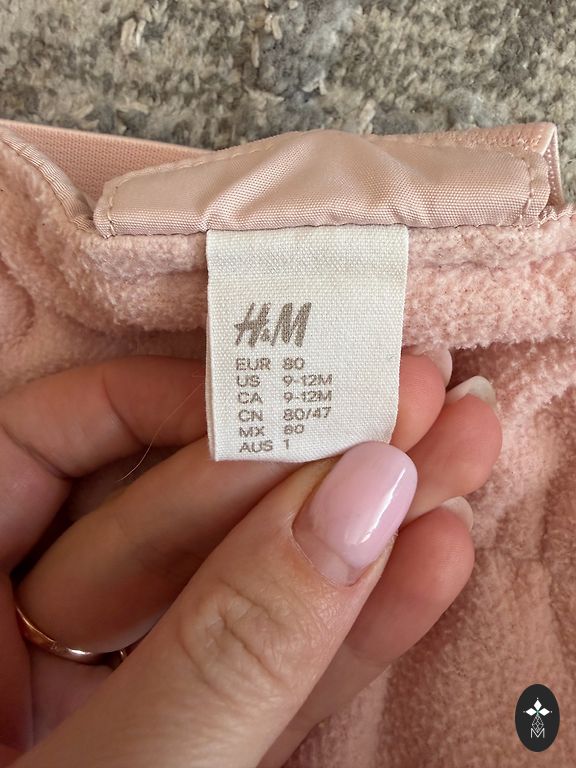 H&M
EUR 80
US 9-12M
CA 9-12M
CN 80/47
MX 80
AUS 1
M